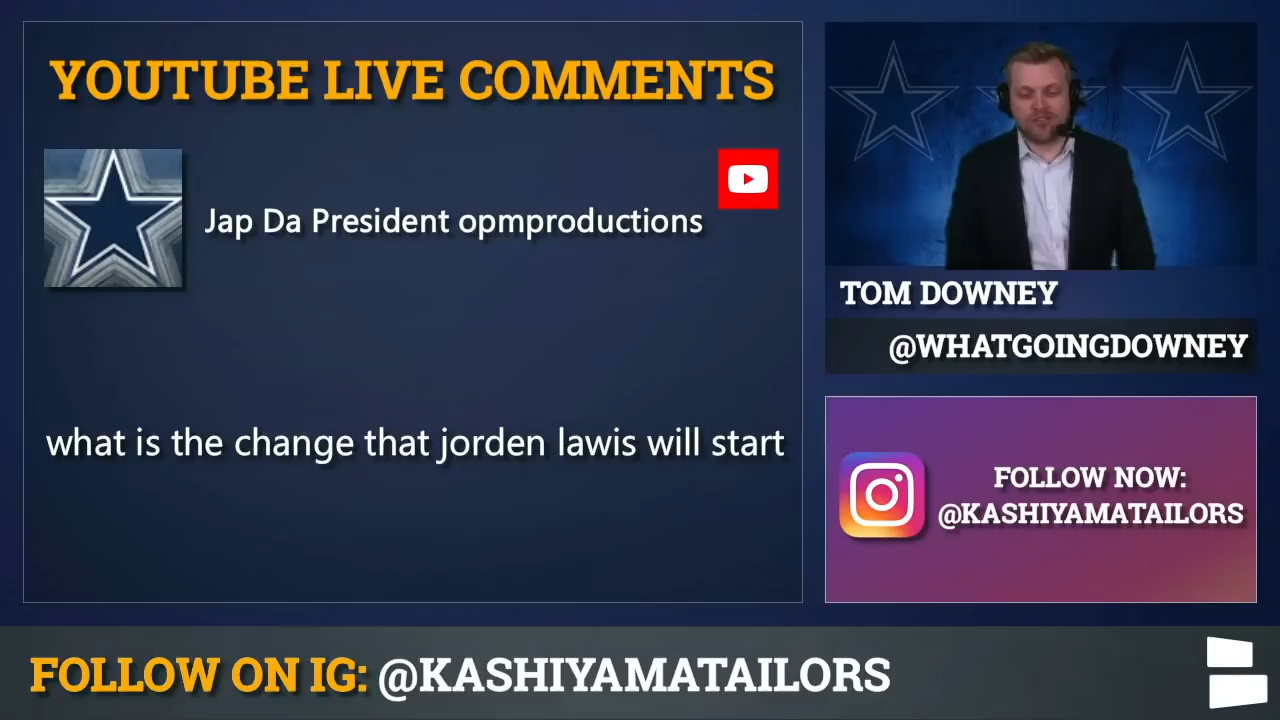 YOUTUBE LIVE COMMENTS
Jap Da President opmproductions
what is the change that jorden lawis will start
TOM DOWNEY
@WHATGOINGDOWNEY
FOLLOW NOW:
@KASHIYAMATAILORS
FOLLOW ON IG: @KASHIYAMATAILORS